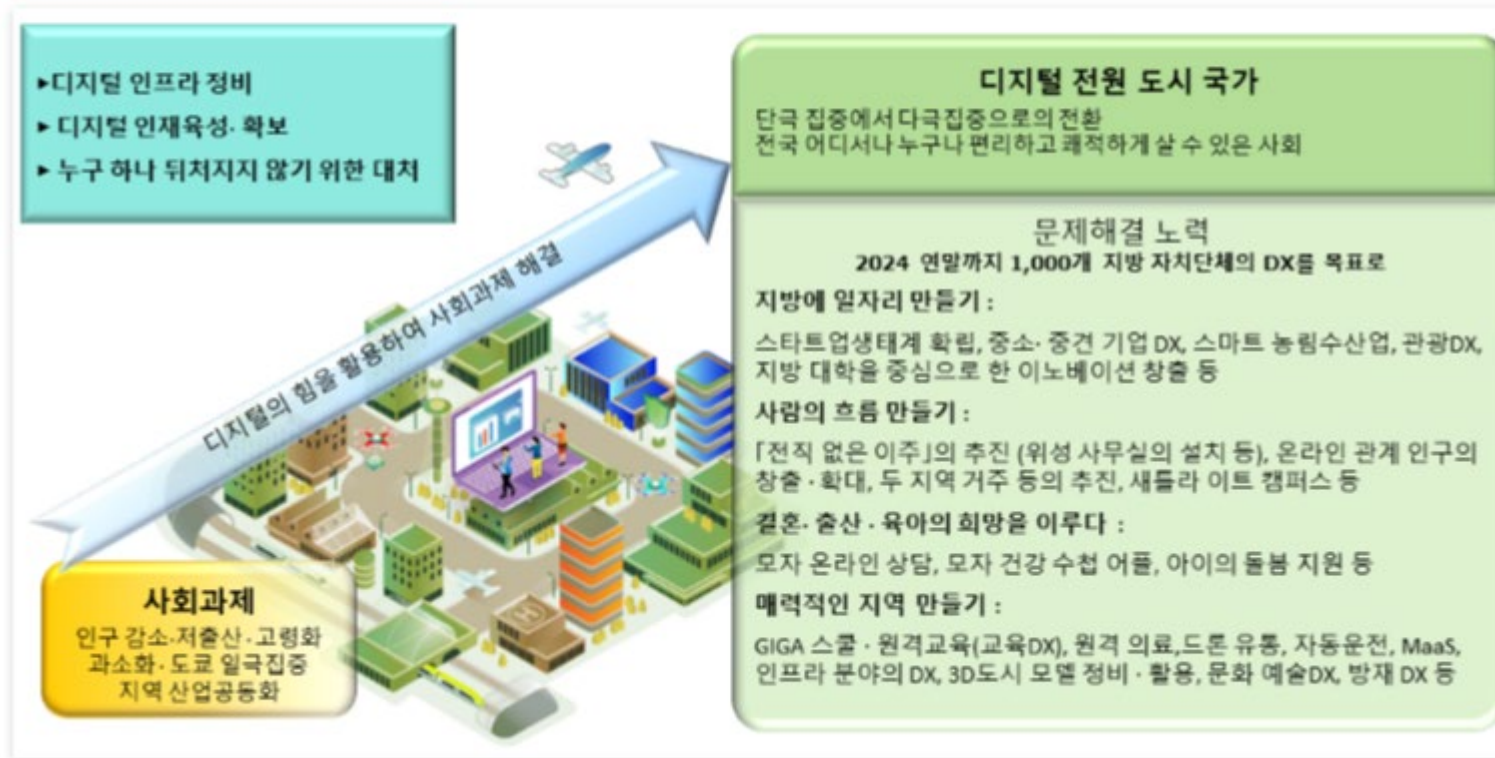 ▸디지털 인프라 정비
▸ 디지털 인재육성· 확보
▸ 누구 하나 뒤처지지 않기 위한 대처
디지털의 힘을 활용하여 사회과제 해결
사회과제
인구 감소·저출산 · 고령화
과소화 · 도쿄 일극집중
지역 산업공동화
디지털 전원 도시 국가
단극 집중에서 다극집중으로의 전환
전국 어디서나 누구나 편리하고 쾌적하게 살 수 있은 사회
문제해결 노력
2024 연말까지 1,000개 지방 자치단체의 DX를 목표로
지방에 일자리 만들기 :
스타트업생태계 확립, 중소· 중견 기업 DX, 스마트 농림수산업, 관광DX,
지방 대학을 중심으로 한 이노베이션 창출 등
사람의 흐름 만들기 :
「전직 없은 이주」의 추진 (위성 사무실의 설치 등), 온라인 관계 인구의
창출 · 확대, 두 지역 거주 등의 추진, 새틀라 이트 캠퍼스 등
결혼· 출산 · 육아의 희망을 이루다 :
모자 온라인 상담, 모자 건강 수첩 어플, 아이의 돌봄 지원 등
매력적인 지역 만들기 :
GIGA 스쿨 · 원격교육(교육DX), 원격 의료,드론 유통, 자동운전, MaaS,
인프라 분야의 DX, 3D도시 모델 정비 · 활용, 문화 예술DX, 방재 DX 등